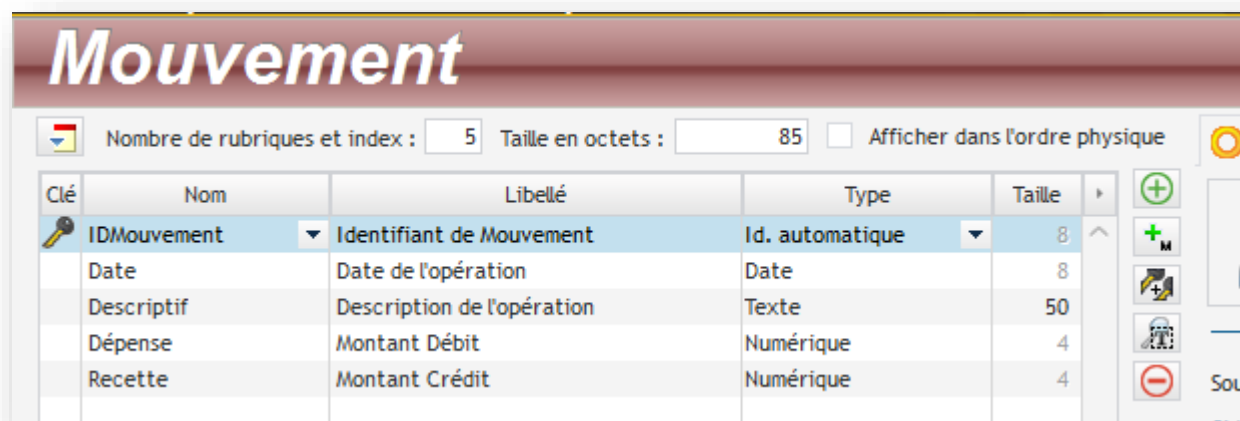 Mouvement
Nombre de rubriques et index : 5 Taille en octets : 85 Afficher dans l'ordre physique
Clé Nom Libellé Type Taille
IDMouvement Identifiant de Mouvement Id. automatique 8
Date Date de l'opération Date 8
Descriptif Description de l'opération Texte 50
Dépense Montant Débit Numérique 4
Recette Montant Crédit Numérique 4
Sou